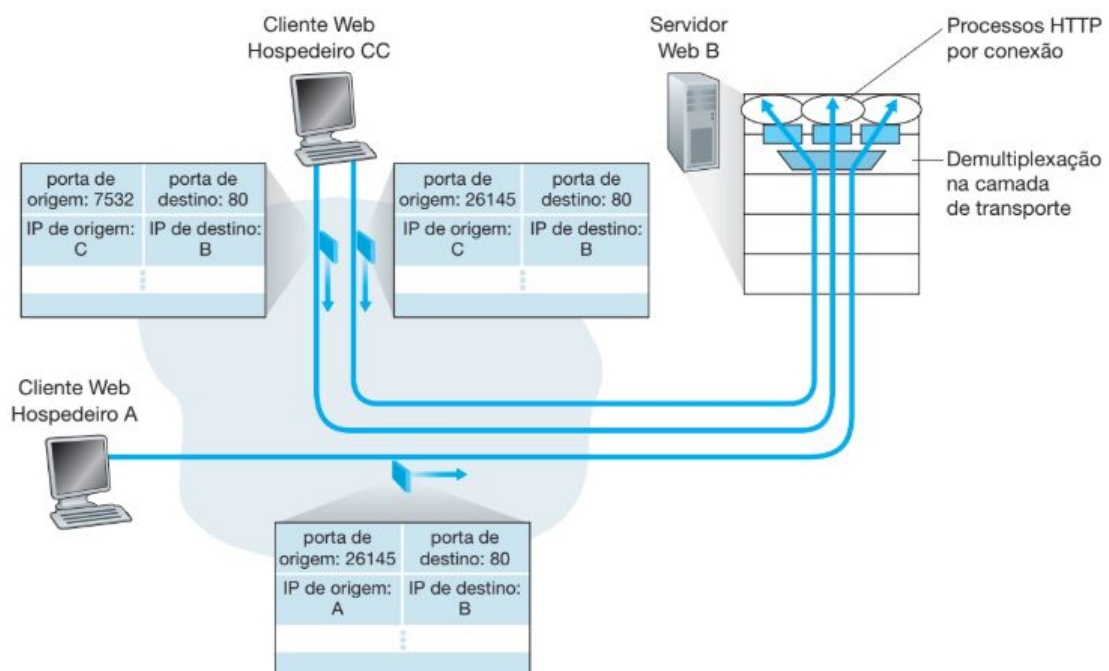 Cliente Web
Hospedeiro CC
Servidor
Web B
Processos HTTP
por conexão
Demultiplexação
na camada
de transporte
porta de
origem: 7532
porta de
destino: 80
IP de origem:
C
IP de destino:
B
porta de
origem: 26145
porta de
destino: 80
IP de origem:
C
IP de destino:
B
Cliente Web
Hospedeiro A
porta de
origem: 26145
porta de
destino: 80
IP de origem:
A
IP de destino:
B